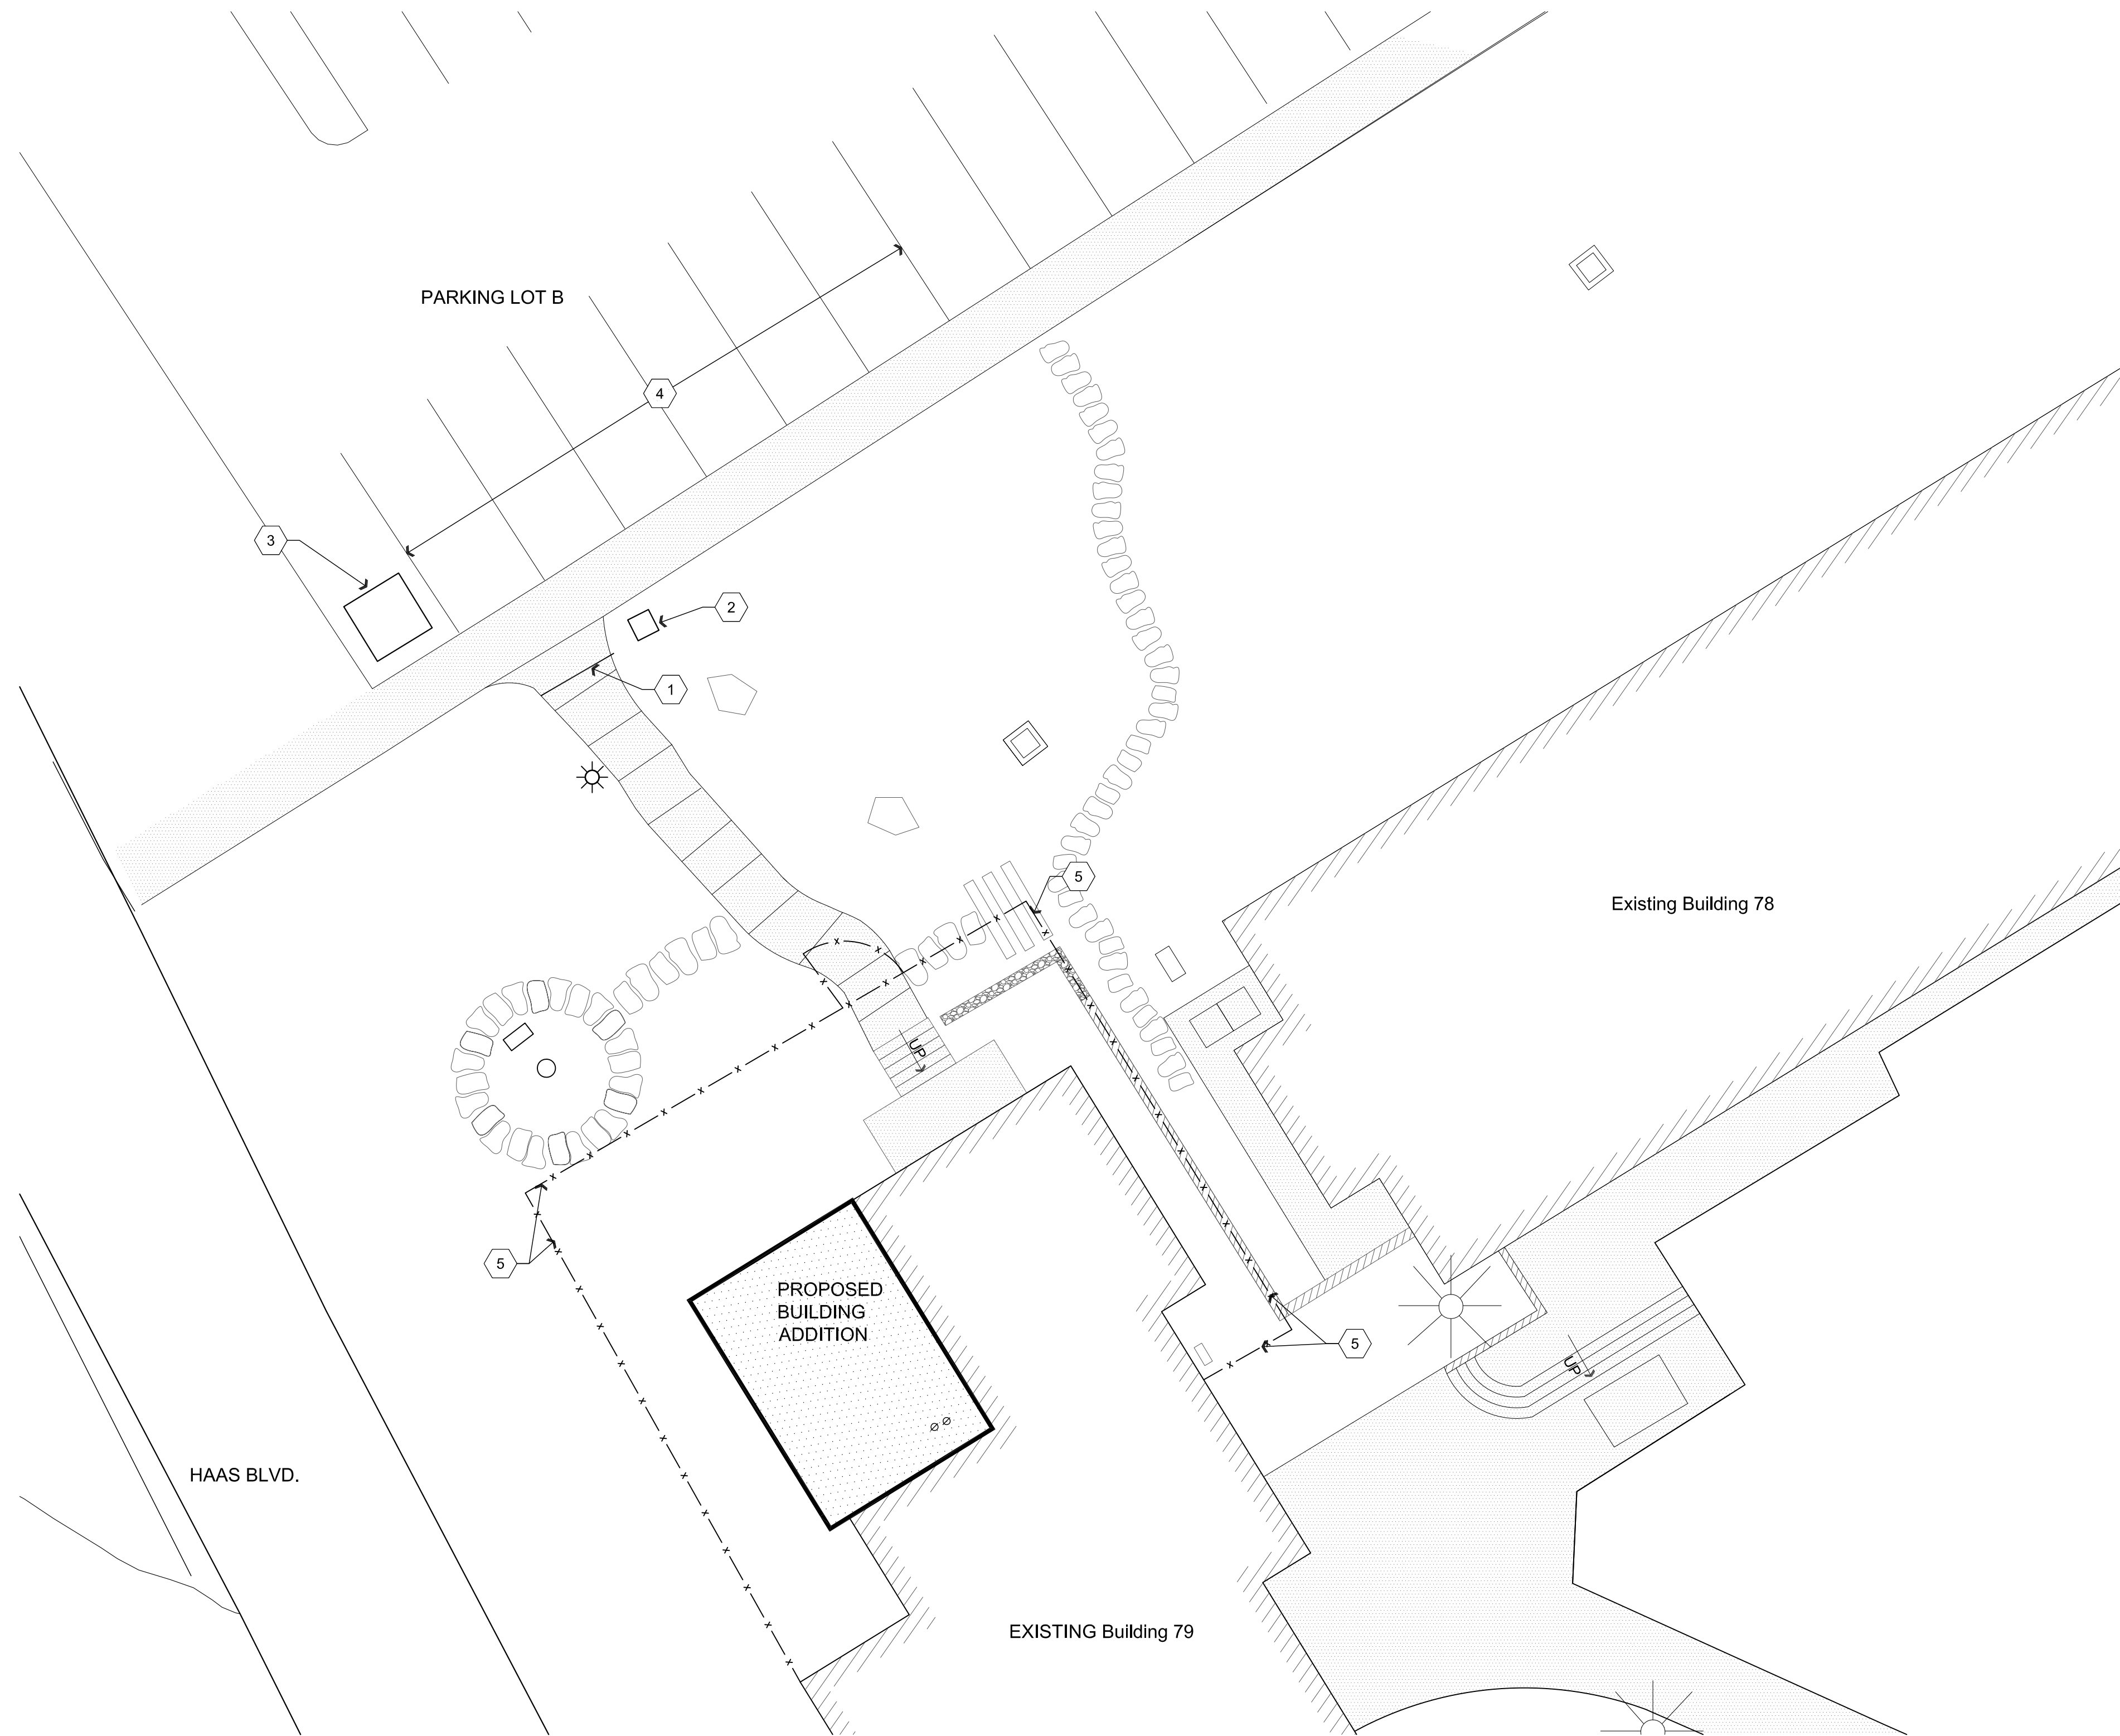 PARKING LOT B
4
3
2
1
5
Existing Building 78
UP
5
PROPOSED
BUILDING
ADDITION
5
UP
HAAS BLVD.
EXISTING Building 79